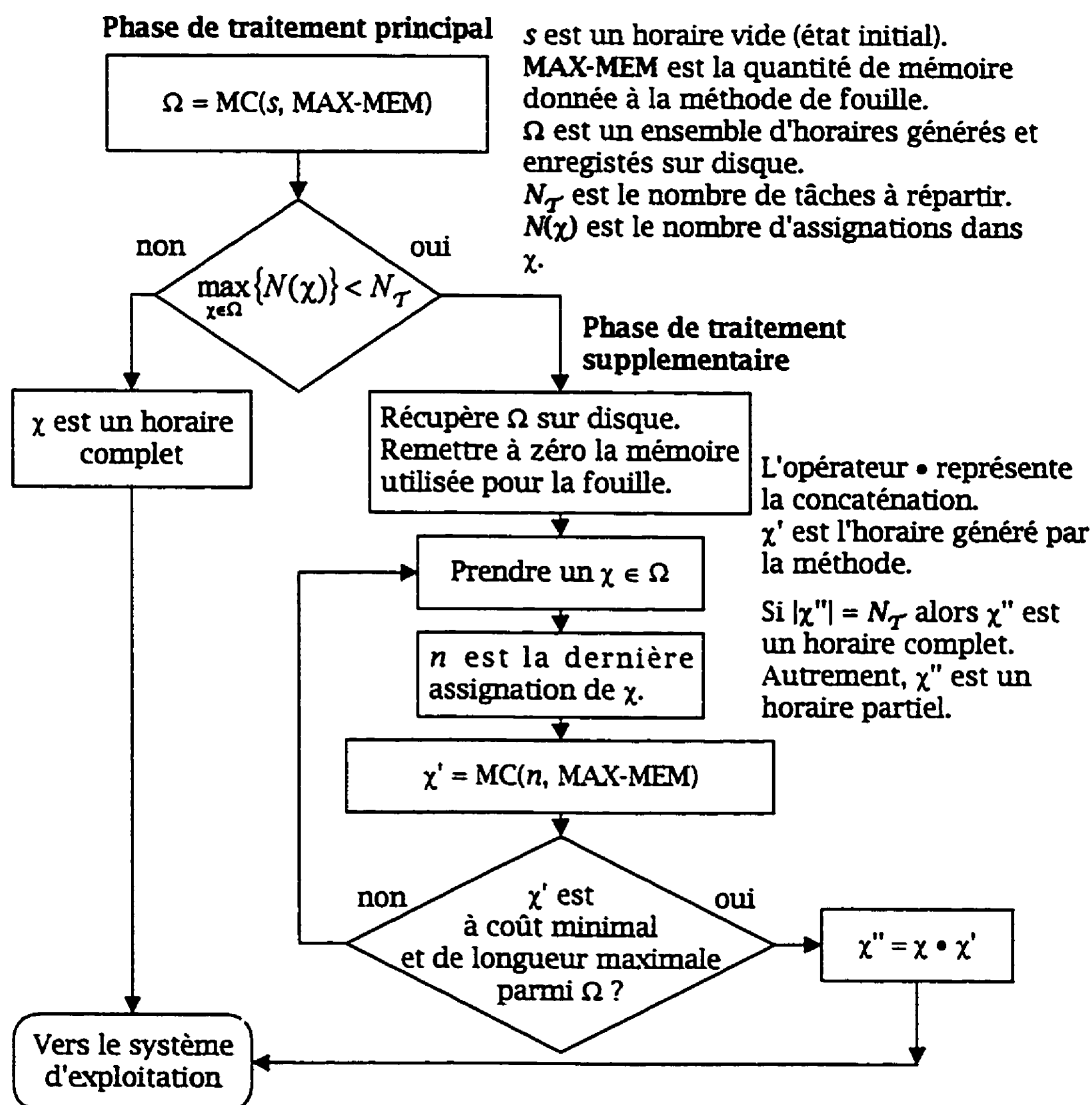 Phase de traitement principal
Ω = MC(s, MAX-MEM)
s est un horaire vide (état initial).
MAX-MEM est la quantité de mémoire
donnée à la méthode de fouille.
Ω est un ensemble d'horaires générés et
enregistés sur disque.
N_𝒯 est le nombre de tâches à répartir.
N(χ) est le nombre d'assignations dans
χ.
non
oui
max {N(χ)} < N_𝒯
χ∈Ω
Phase de traitement
supplementaire
χ est un horaire
complet
Récupère Ω sur disque.
Remettre à zéro la mémoire
utilisée pour la fouille.
L'opérateur • représente
la concaténation.
χ' est l'horaire généré par
la méthode.
Prendre un χ ∈ Ω
Si |χ''| = N_𝒯 alors χ'' est
un horaire complet.
Autrement, χ'' est un
horaire partiel.
n est la dernière
assignation de χ.
χ' = MC(n, MAX-MEM)
non
oui
χ' est
à coût minimal
et de longueur maximale
parmi Ω ?
χ'' = χ • χ'
Vers le système
d'exploitation